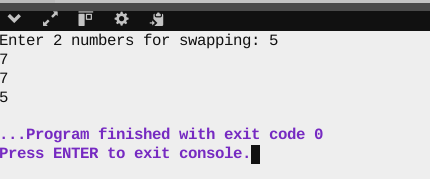 Enter 2 numbers for swapping: 5
7
7
5
...Program finished with exit code 0
Press ENTER to exit console.